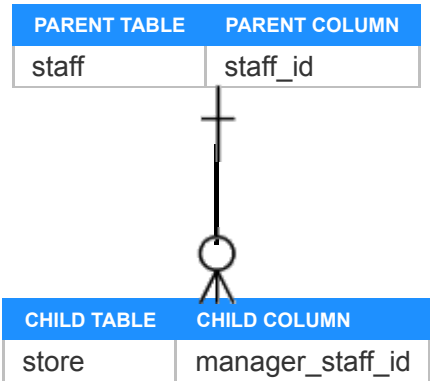 PARENT TABLE PARENT COLUMN
staff staff_id
CHILD TABLE CHILD COLUMN
store manager_staff_id